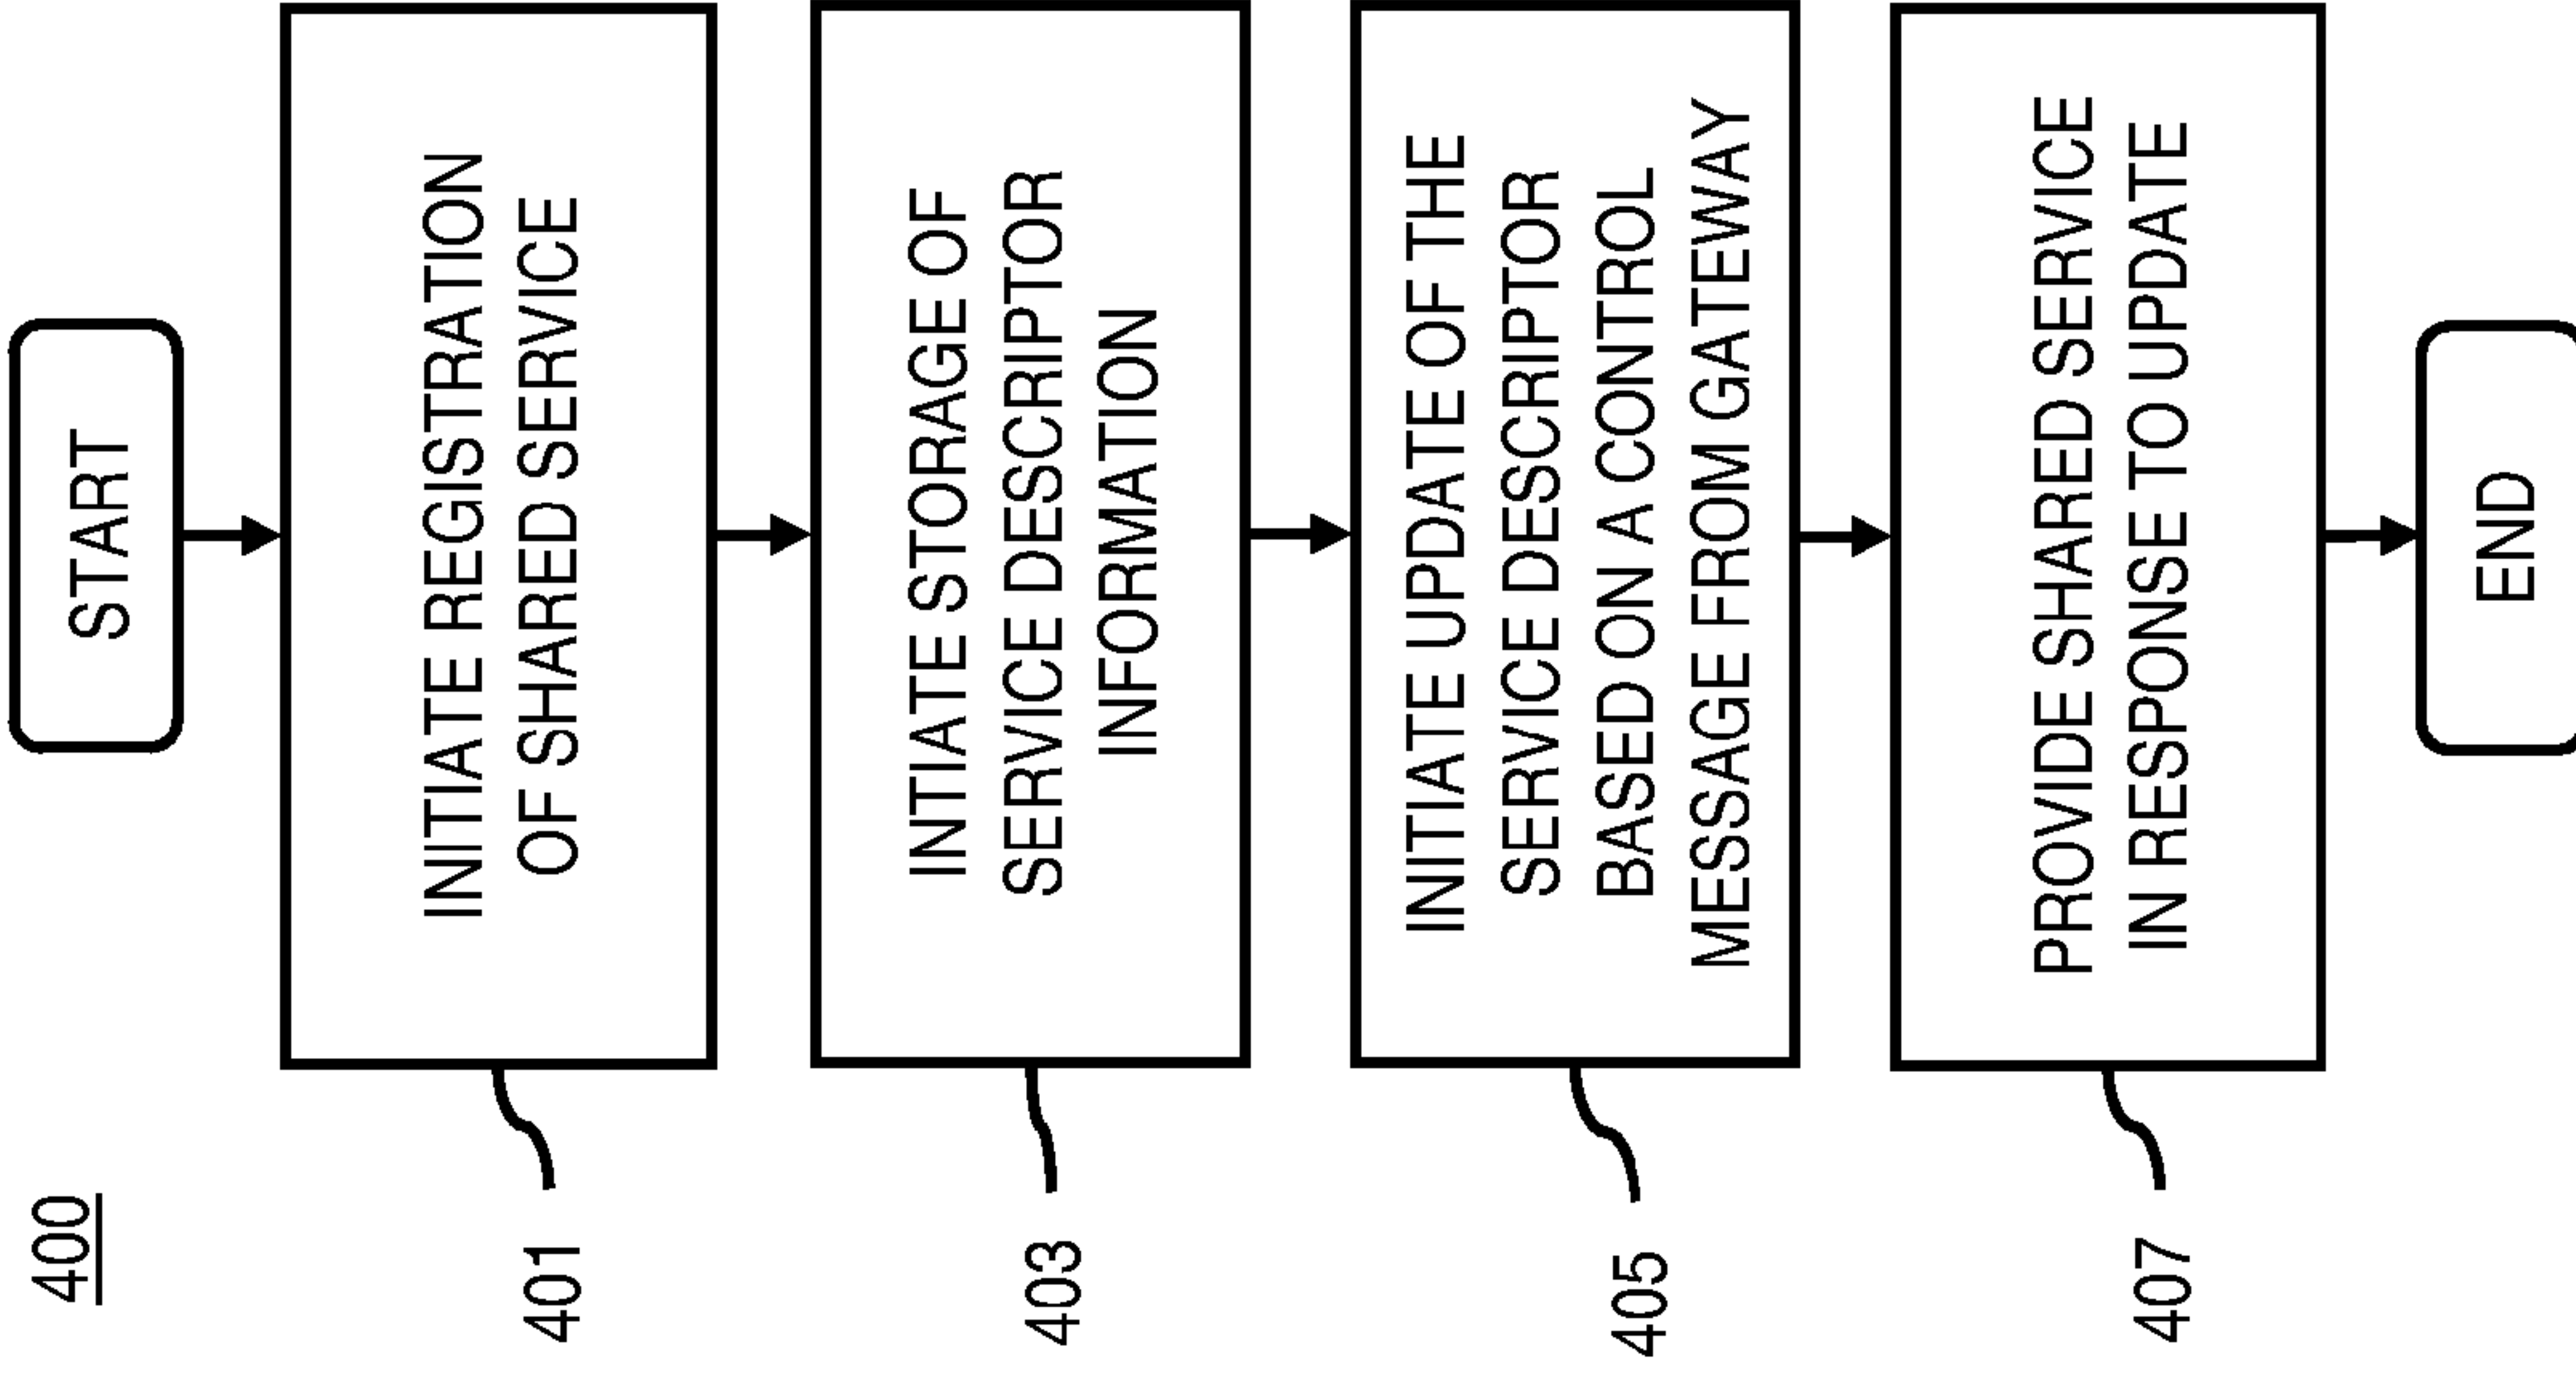 400
START
401
INITIATE REGISTRATION
OF SHARED SERVICE
403
INTIATE STORAGE OF
SERVICE DESCRIPTOR
INFORMATION
405
INITIATE UPDATE OF THE
SERVICE DESCRIPTOR
BASED ON A CONTROL
MESSAGE FROM GATEWAY
407
PROVIDE SHARED SERVICE
IN RESPONSE TO UPDATE
END